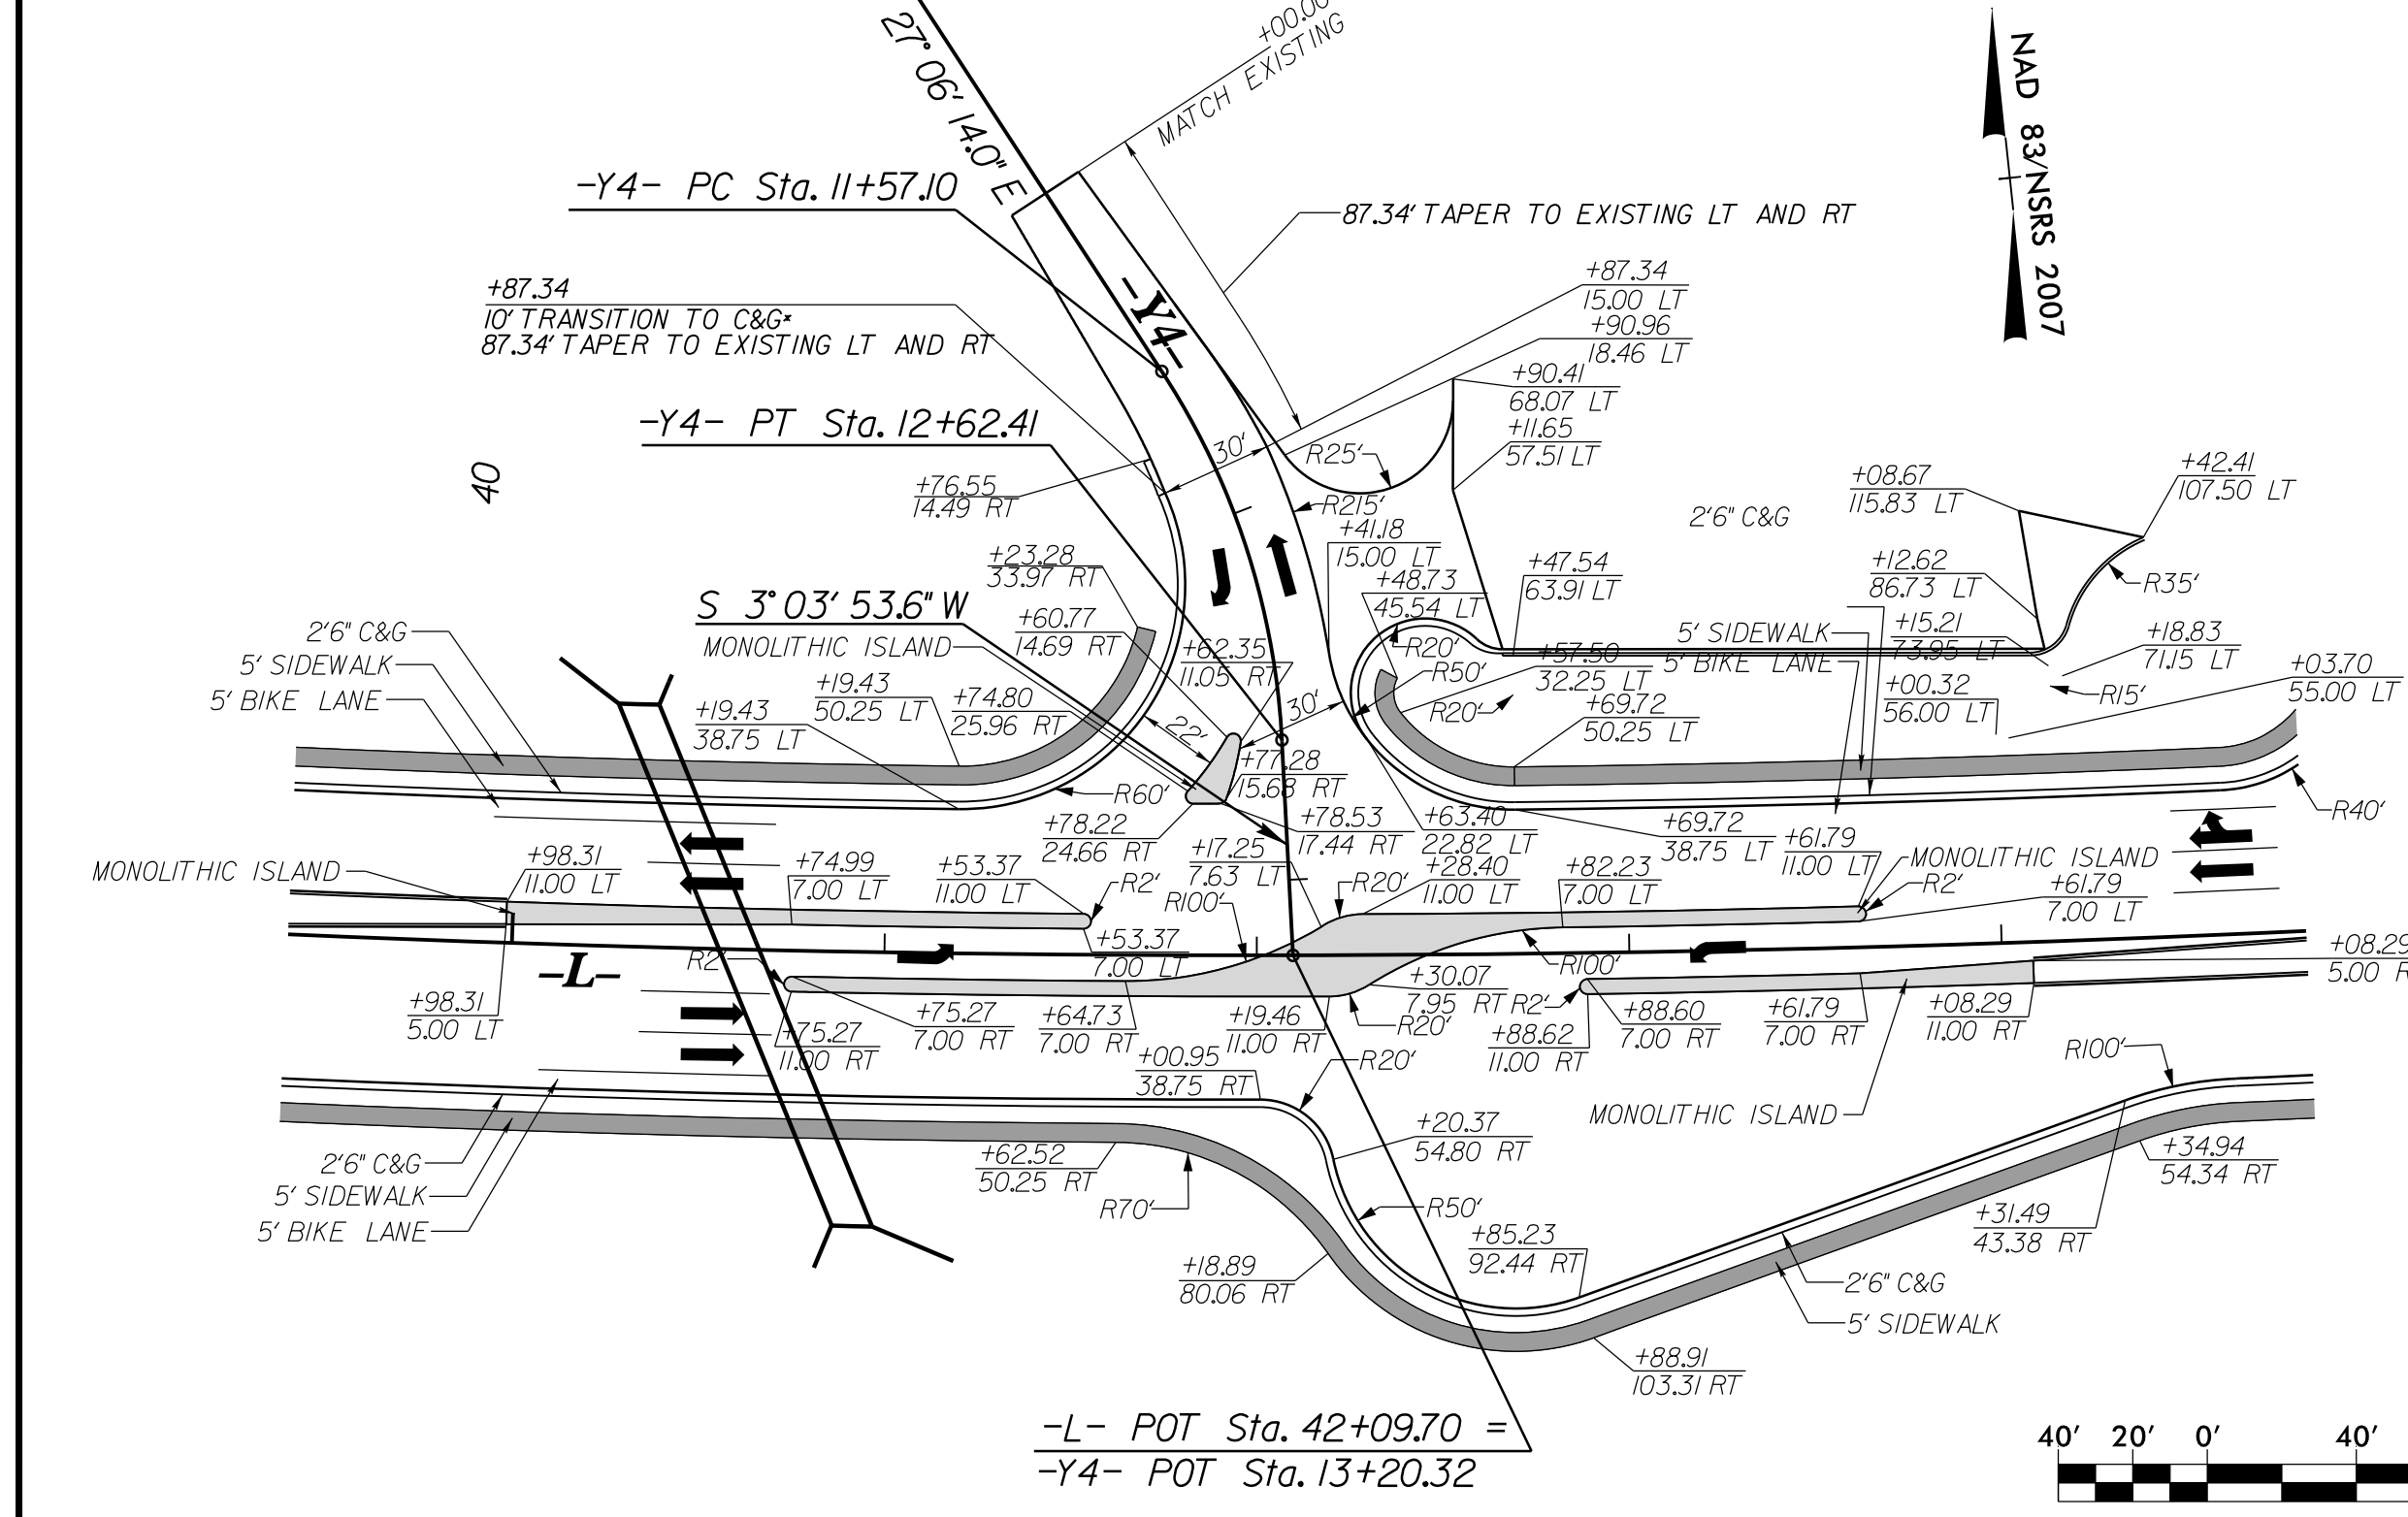 27° 06' 14.0" E
+00.00
MATCH EXISTING
NAD 83/NSRS 2007
-Y4- PC Sta. 11+57.10
87.34' TAPER TO EXISTING LT AND RT
+87.34
10' TRANSITION TO C&G*
87.34' TAPER TO EXISTING LT AND RT
-Y4-
+87.34
15.00 LT
+90.96
18.46 LT
+90.41
68.07 LT
+11.65
57.51 LT
-Y4- PT Sta. 12+62.41
30'
R25'
40
+76.55
14.49 RT
R215'
+41.18
15.00 LT
2'6" C&G
+08.67
115.83 LT
+42.41
107.50 LT
+23.28
33.97 RT
+48.73
45.54 LT
+47.54
63.91 LT
+12.62
86.73 LT
R35'
S 3° 03' 53.6" W
+60.77
14.69 RT
MONOLITHIC ISLAND
+62.35
11.05 RT
R20'
R50'
+57.50
32.25 LT
5' SIDEWALK
5' BIKE LANE
+15.21
73.95 LT
+18.83
71.15 LT
+03.70
55.00 LT
2'6" C&G
5' SIDEWALK
5' BIKE LANE
+19.43
38.75 LT
+19.43
50.25 LT
+74.80
25.96 RT
22'
30'
R20'
+69.72
50.25 LT
+00.32
56.00 LT
R15'
+77.28
15.68 RT
R60'
+78.22
24.66 RT
+78.53
17.44 RT
+63.40
22.82 LT
+69.72
38.75 LT
+61.79
11.00 LT
R40'
MONOLITHIC ISLAND
+98.31
11.00 LT
+74.99
7.00 LT
+53.37
11.00 LT
R2'
+17.25
7.63 LT
R100'
R20'
+28.40
11.00 LT
+82.23
7.00 LT
MONOLITHIC ISLAND
R2'
+61.79
7.00 LT
-L-
R2'
+53.37
7.00 LT
R100'
+08.29
5.00 R
+98.31
5.00 LT
+75.27
11.00 RT
+75.27
7.00 RT
+64.73
7.00 RT
+19.46
11.00 RT
+30.07
7.95 RT
R20'
R2'
+88.62
11.00 RT
+88.60
7.00 RT
+61.79
7.00 RT
+08.29
11.00 RT
R100'
+00.95
38.75 RT
R20'
MONOLITHIC ISLAND
2'6" C&G
5' SIDEWALK
5' BIKE LANE
+62.52
50.25 RT
R70'
+20.37
54.80 RT
R50'
+34.94
54.34 RT
+31.49
43.38 RT
+18.89
80.06 RT
+85.23
92.44 RT
2'6" C&G
5' SIDEWALK
+88.91
103.31 RT
-L- POT Sta. 42+09.70 =
-Y4- POT Sta. 13+20.32
40' 20' 0' 40'